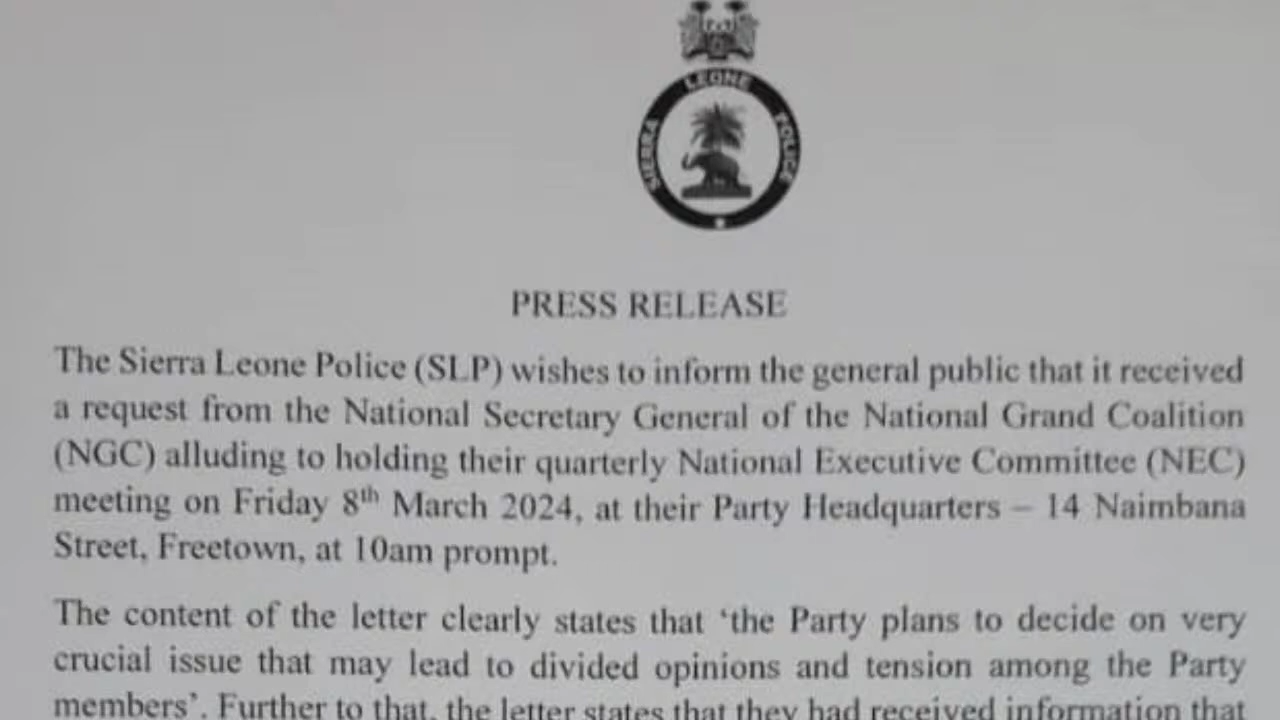 SIERRA LEONE POLICE
PRESS RELEASE
The Sierra Leone Police (SLP) wishes to inform the general public that it received
a request from the National Secretary General of the National Grand Coalition
(NGC) alluding to holding their quarterly National Executive Committee (NEC)
meeting on Friday 8th March 2024, at their Party Headquarters – 14 Naimbana
Street, Freetown, at 10am prompt.
The content of the letter clearly states that ‘the Party plans to decide on very
crucial issue that may lead to divided opinions and tension among the Party
members’. Further to that, the letter states that they had received information that